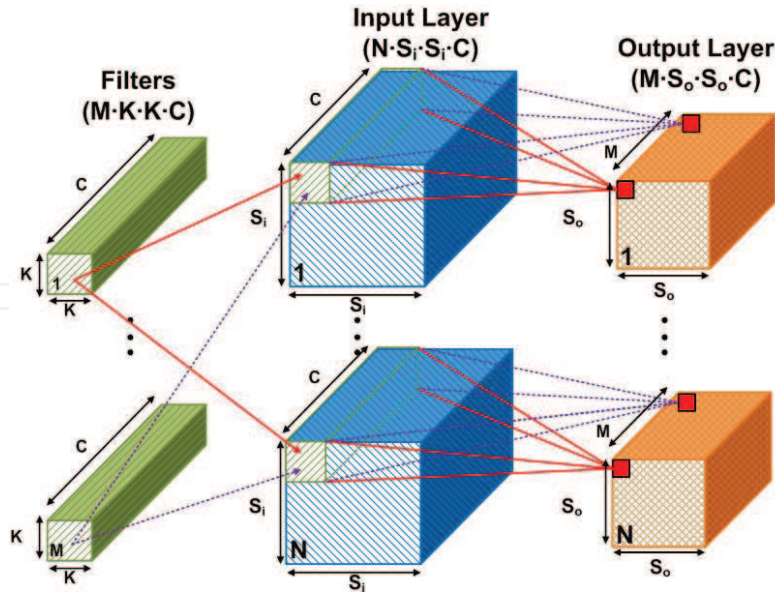 Input Layer
(N·Sᵢ·Sᵢ·C)
Output Layer
(M·Sₒ·Sₒ·C)
Filters
(M·K·K·C)
C
C
M
Sᵢ
Sₒ
K
1
K
1
Sᵢ
1
Sₒ
C
C
M
Sᵢ
Sₒ
K
M
K
N
Sᵢ
N
Sₒ